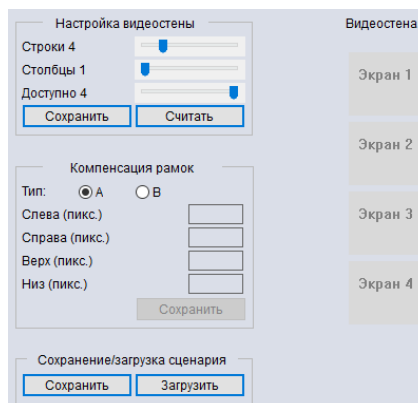 Настройка видеостены
Строки 4
Столбцы 1
Доступно 4
Сохранить Считать
Компенсация рамок
Тип: A B
Слева (пикс.)
Справа (пикс.)
Верх (пикс.)
Низ (пикс.)
Сохранить
Сохранение/загрузка сценария
Сохранить Загрузить
Видеостена
Экран 1
Экран 2
Экран 3
Экран 4